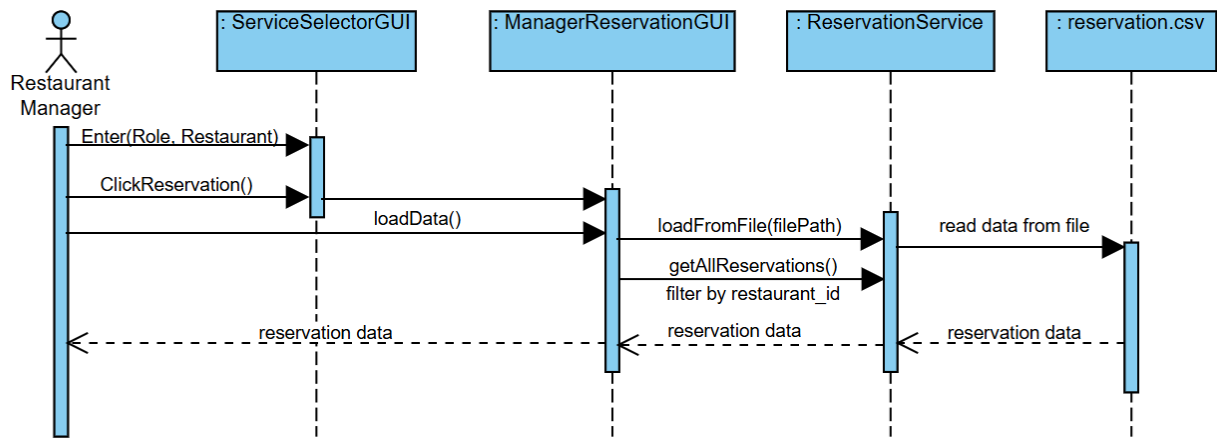 : ServiceSelectorGUI
: ManagerReservationGUI
: ReservationService
: reservation.csv
Restaurant
Manager
Enter(Role, Restaurant)
ClickReservation()
loadData()
loadFromFile(filePath)
read data from file
getAllReservations()
filter by restaurant_id
reservation data
reservation data
reservation data